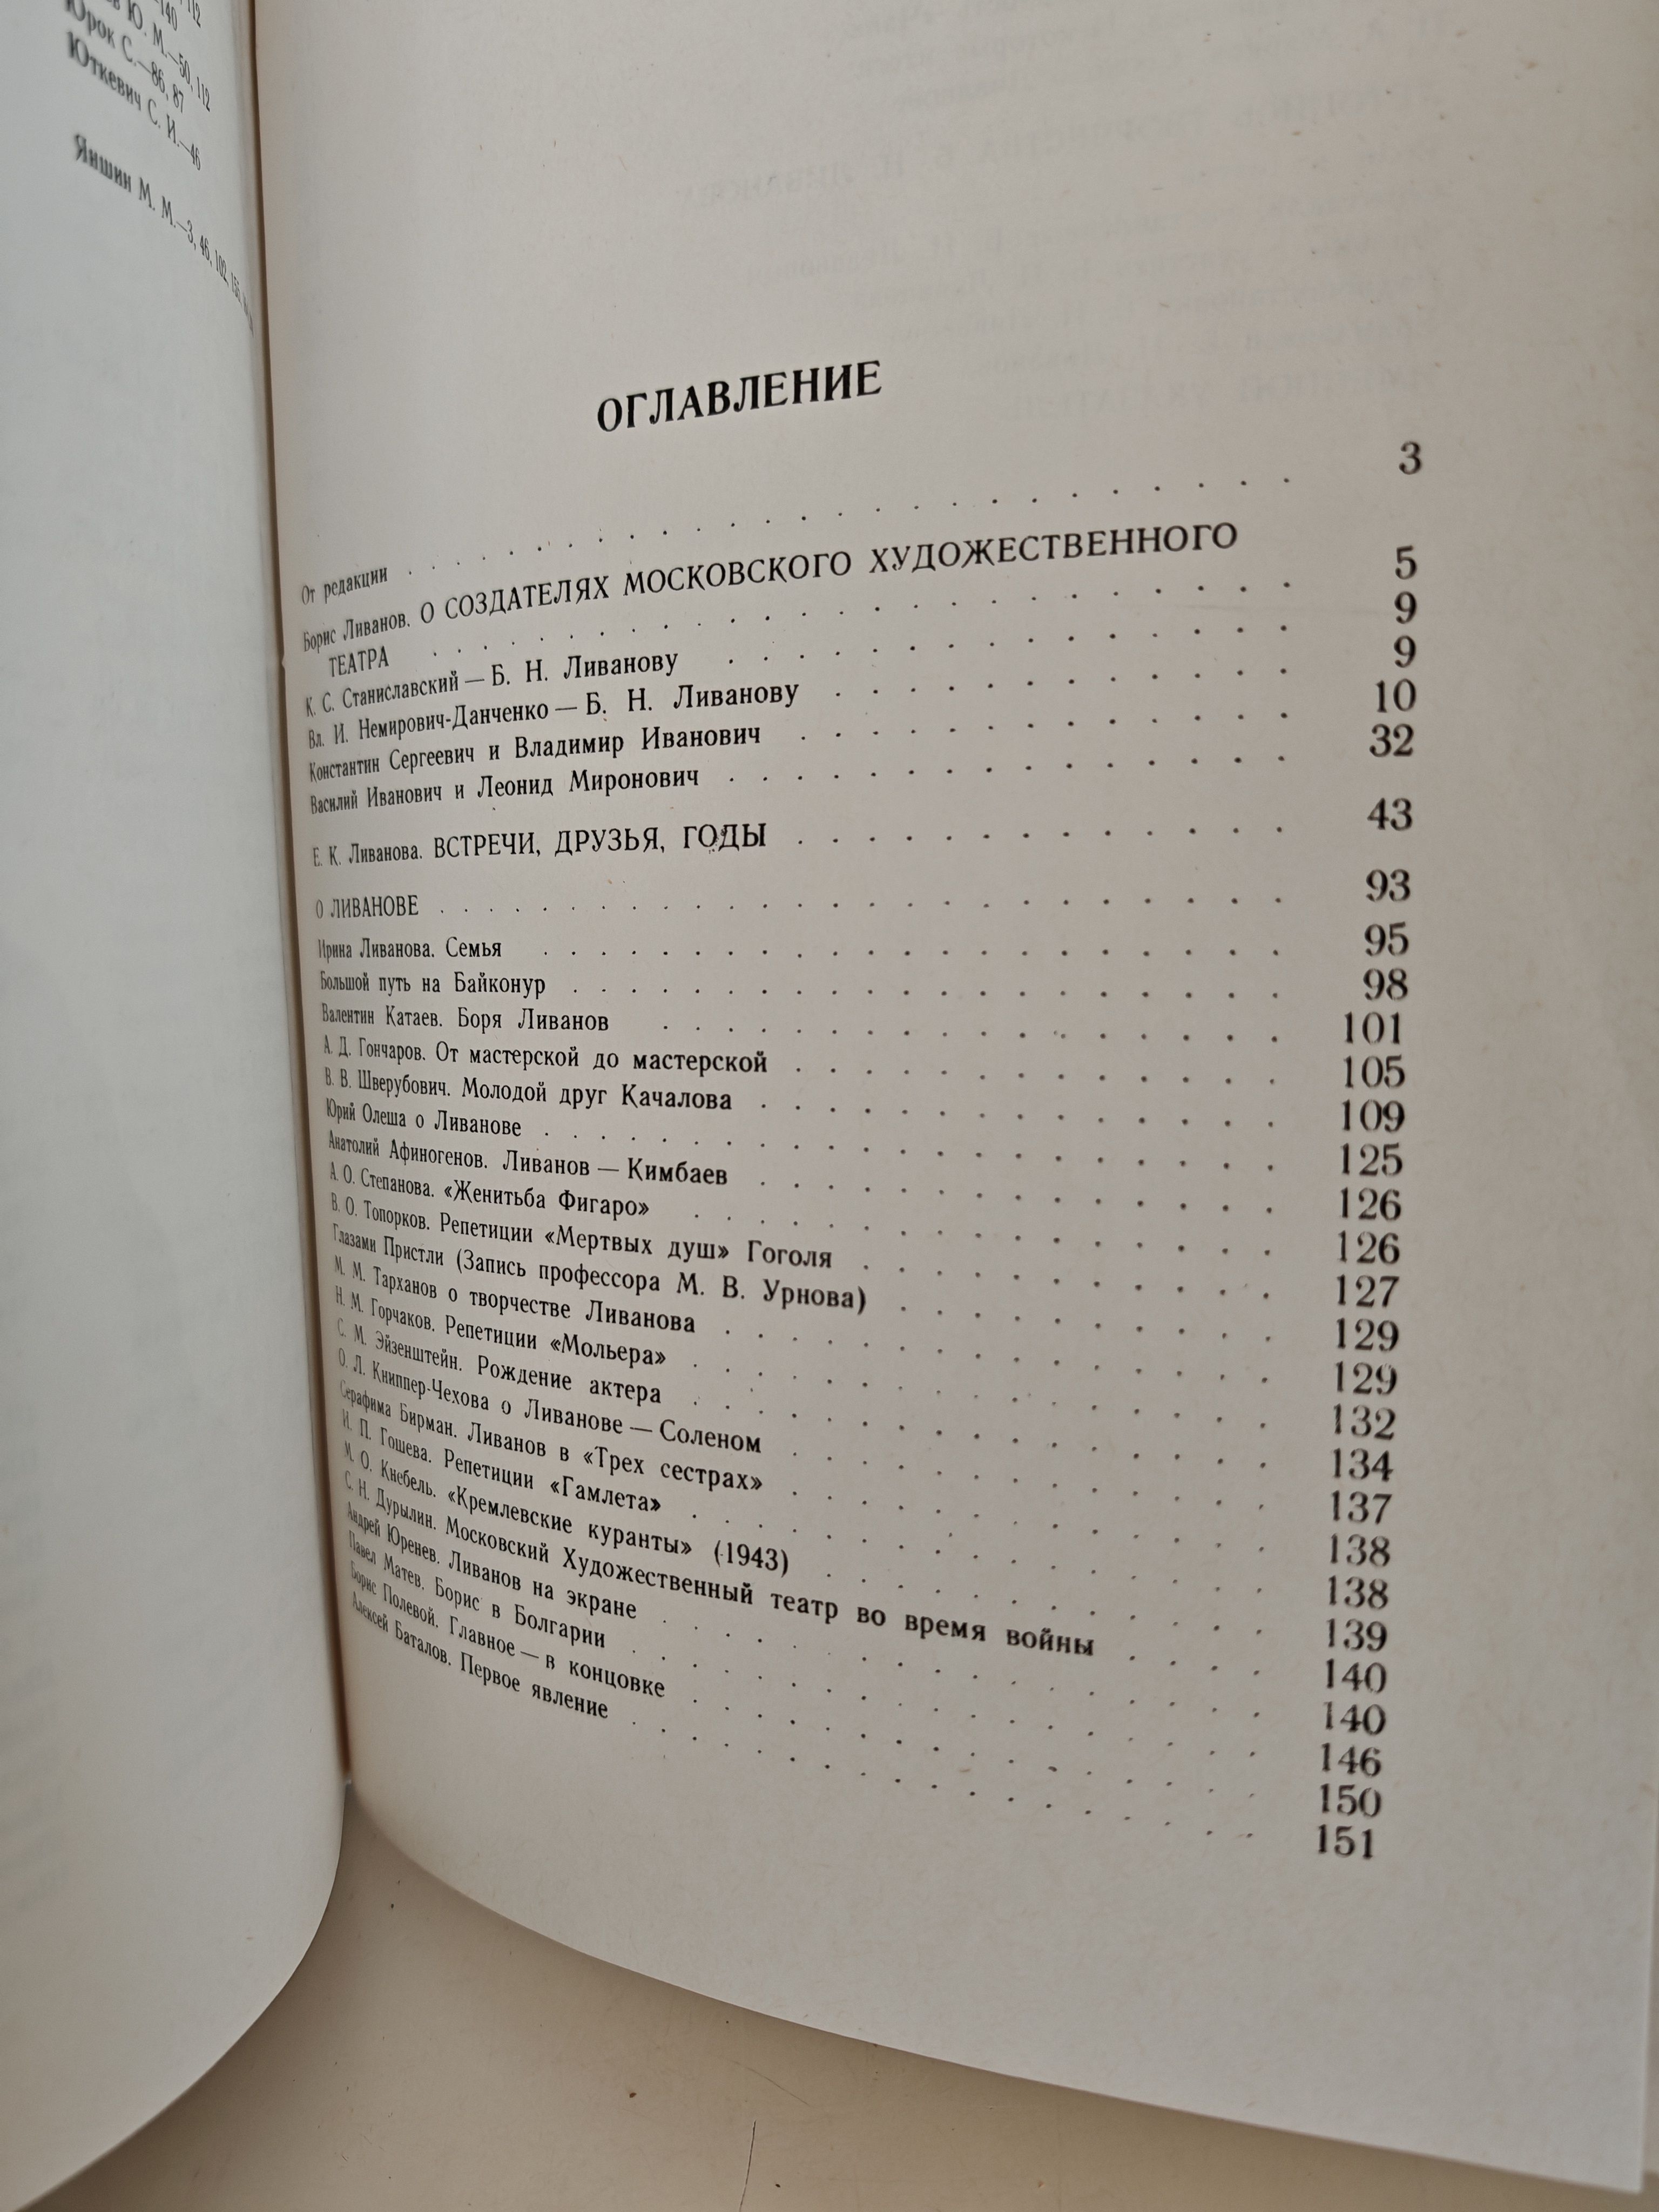 140
Ю. М.—50, 112
Юрок С.—86, 87
Юткевич С. И.—46
Яншин М. М.—3, 46, 102,
ОГЛАВЛЕНИЕ
От редакции . . . . . . . . . . 3
Борис Ливанов. О СОЗДАТЕЛЯХ МОСКОВСКОГО ХУДОЖЕСТВЕННОГО
ТЕАТРА . . . . . . . . . . 5
К. С. Станиславский — Б. Н. Ливанову . . . . . . . . . . 9
Вл. И. Немирович-Данченко — Б. Н. Ливанову . . . . . . . . . . 9
Константин Сергеевич и Владимир Иванович . . . . . . . . . . 10
Василий Иванович и Леонид Миронович . . . . . . . . . . 32
Е. К. Ливанова. ВСТРЕЧИ, ДРУЗЬЯ, ГОДЫ . . . . . . . . . . 43
О ЛИВАНОВЕ . . . . . . . . . . 93
Ирина Ливанова. Семья . . . . . . . . . . 95
Большой путь на Байконур . . . . . . . . . . 98
Валентин Катаев. Боря Ливанов . . . . . . . . . . 101
А. Д. Гончаров. От мастерской до мастерской . . . . . . . . . . 105
В. В. Шверубович. Молодой друг Качалова . . . . . . . . . . 109
Юрий Олеша о Ливанове . . . . . . . . . . 125
Анатолий Афиногенов. Ливанов — Кимбаев . . . . . . . . . . 126
А. О. Степанова. «Женитьба Фигаро» . . . . . . . . . . 126
В. О. Топорков. Репетиции «Мертвых душ» Гоголя . . . . . . . . . . 127
Глазами Пристли (Запись профессора М. В. Урнова) . . . . . . . . . . 129
М. М. Тарханов о творчестве Ливанова . . . . . . . . . . 129
Н. М. Горчаков. Репетиции «Мольера» . . . . . . . . . . 132
С. М. Эйзенштейн. Рождение актера . . . . . . . . . . 134
О. Л. Книппер-Чехова о Ливанове — Соленом . . . . . . . . . . 137
Серафима Бирман. Ливанов в «Трех сестрах» . . . . . . . . . . 138
И. П. Гошева. Репетиции «Гамлета» . . . . . . . . . . 138
М. О. Кнебель. «Кремлевские куранты» (1943) . . . . . . . . . . 139
С. Н. Дурылин. Московский Художественный театр во время войны . . . . 140
Андрей Юренев. Ливанов на экране . . . . . . . . . . 140
Павел Матев. Борис в Болгарии . . . . . . . . . . 146
Борис Полевой. Главное — в концовке . . . . . . . . . . 150
Алексей Баталов. Первое явление . . . . . . . . . . 151